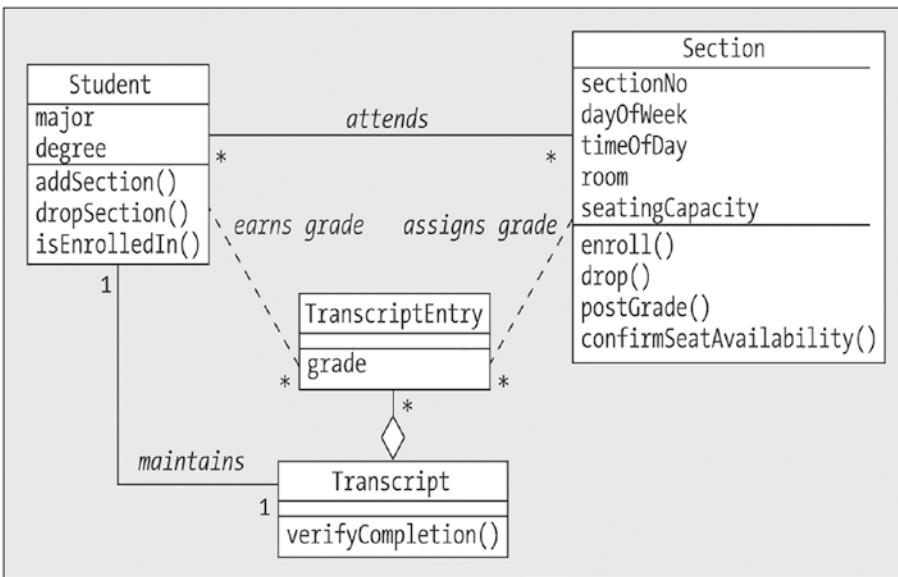 Student
major
degree
addSection()
dropSection()
isEnrolledIn()
attends
*
*
Section
sectionNo
dayOfWeek
timeOfDay
room
seatingCapacity
enroll()
drop()
postGrade()
confirmSeatAvailability()
earns grade
assigns grade
1
TranscriptEntry
grade
*
*
*
maintains
1
Transcript
verifyCompletion()